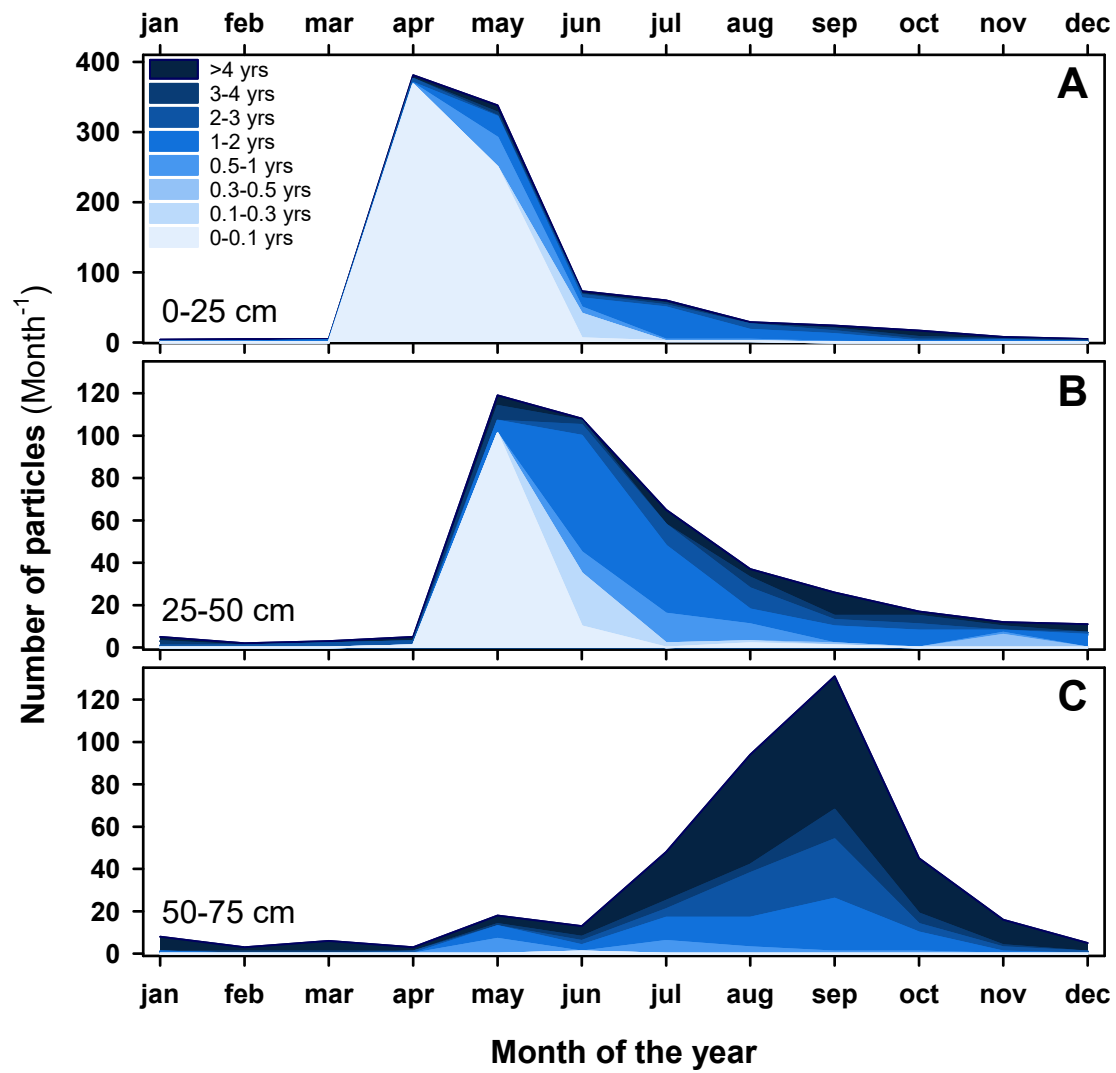 jan feb mar apr may jun jul aug sep oct nov dec
A
400
300
200
100
0
>4 yrs
3-4 yrs
2-3 yrs
1-2 yrs
0.5-1 yrs
0.3-0.5 yrs
0.1-0.3 yrs
0-0.1 yrs
0-25 cm
B
120
100
80
60
40
20
0
25-50 cm
C
120
100
80
60
40
20
0
50-75 cm
Number of particles (Month⁻¹)
jan feb mar apr may jun jul aug sep oct nov dec
Month of the year